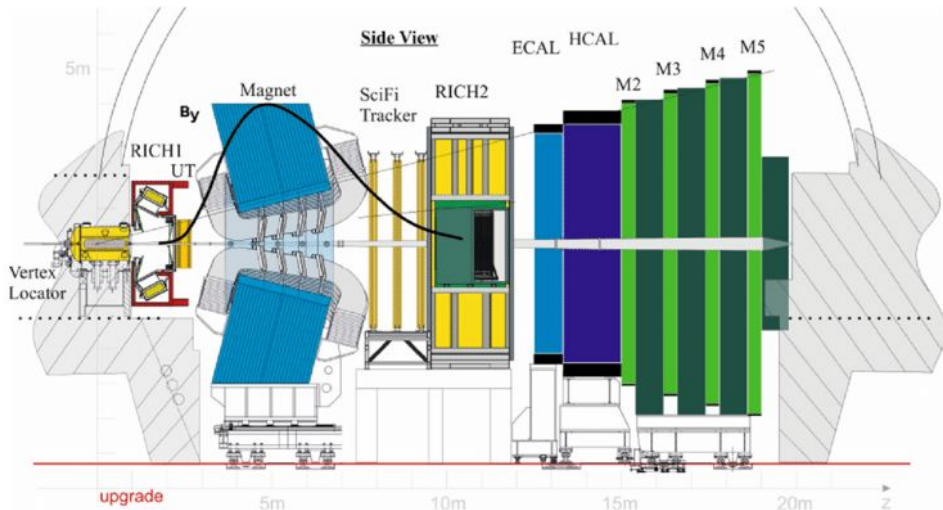 Side View
ECAL
HCAL
M5
M4
M3
M2
5m
Magnet
SciFi
Tracker
RICH2
By
RICH1
UT
Vertex
Locator
upgrade
5m
10m
15m
20m
z